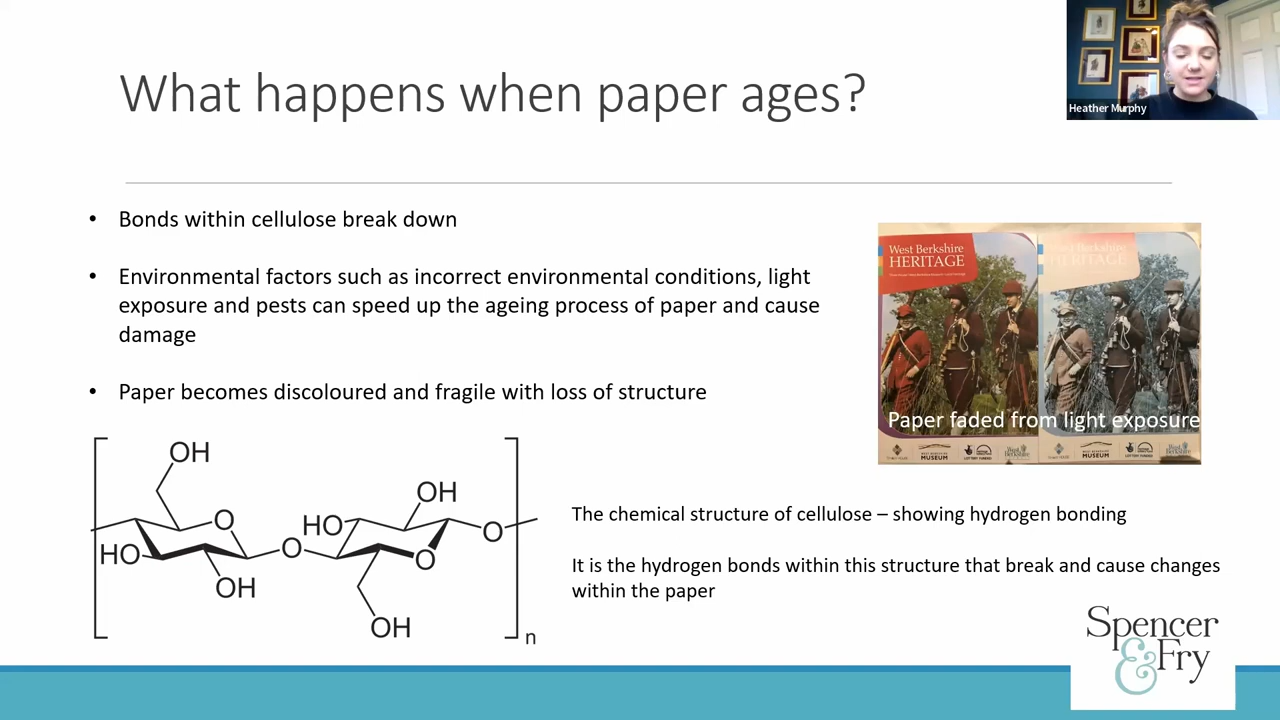 What happens when paper ages?
Heather Murphy
• Bonds within cellulose break down
• Environmental factors such as incorrect environmental conditions, light
exposure and pests can speed up the ageing process of paper and cause
damage
• Paper becomes discoloured and fragile with loss of structure
West Berkshire
HERITAGE
West Berkshire
HERITAGE
Paper faded from light exposure
MUSEUM
MUSEUM
OH
O
HO
OH
O
HO
OH
O
O
OH
n
The chemical structure of cellulose – showing hydrogen bonding
It is the hydrogen bonds within this structure that break and cause changes
within the paper
Spencer
& Fry